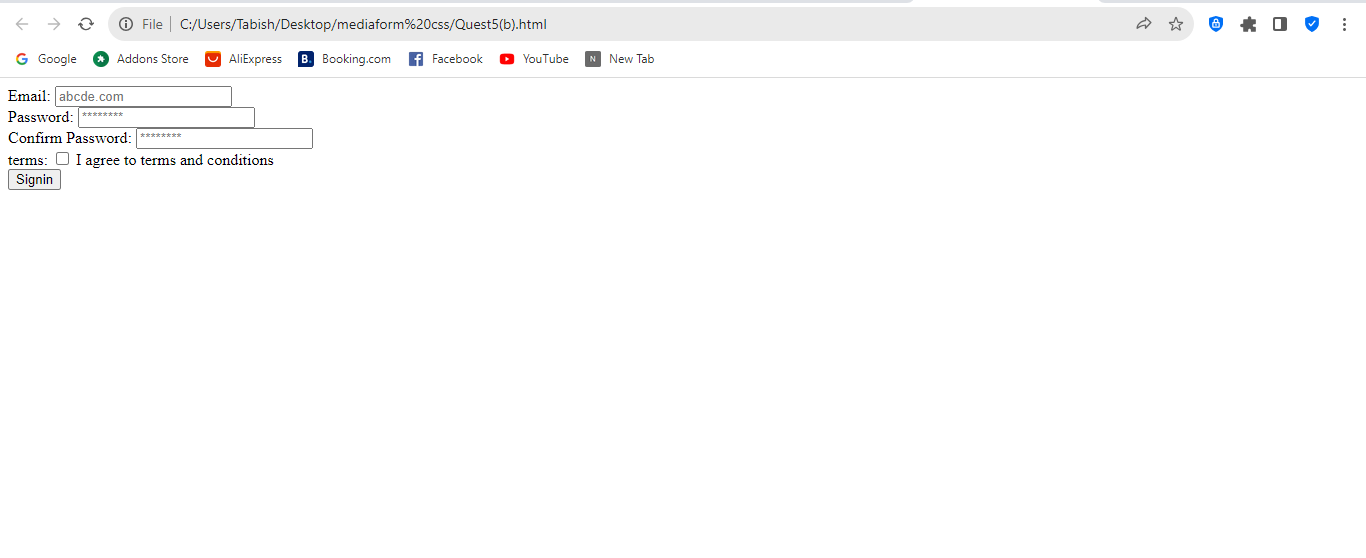 File | C:/Users/Tabish/Desktop/mediaform%20css/Quest5(b).html
Google Addons Store AliExpress B. Booking.com Facebook YouTube N New Tab
Email: abcde.com
Password: ********
Confirm Password: ********
terms: I agree to terms and conditions
Signin